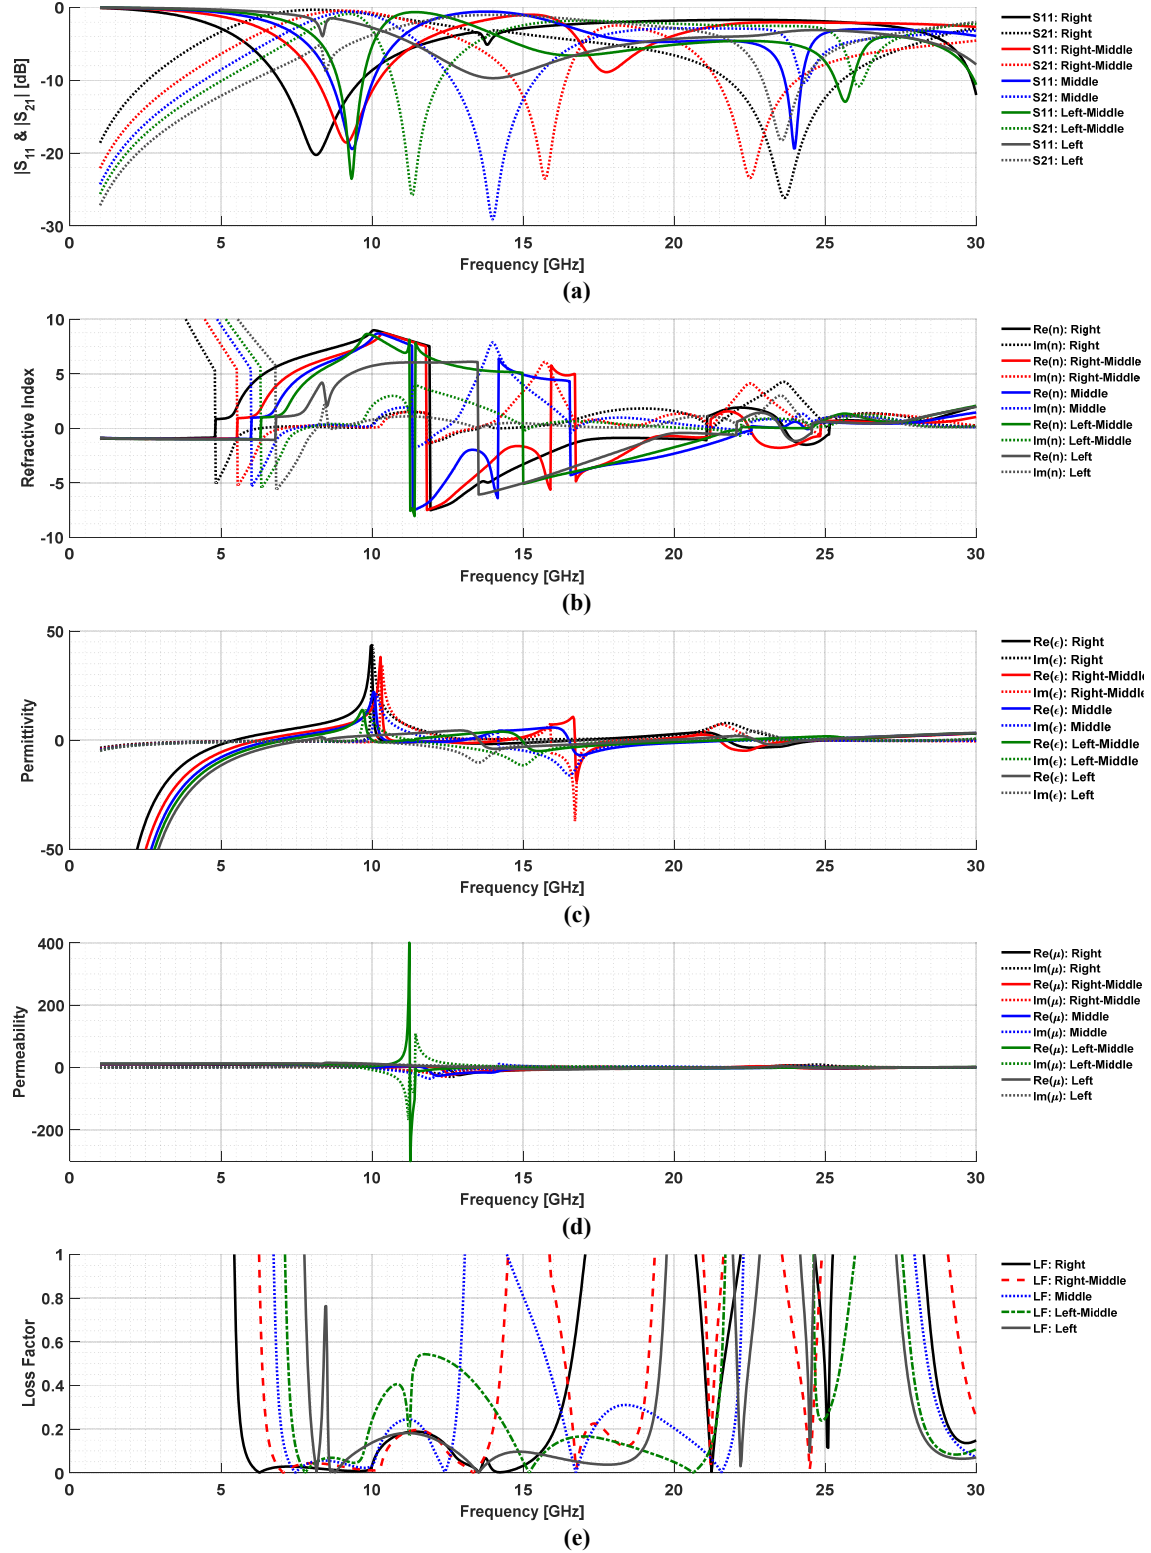 0
-10
-20
-30
|S11 & |S21| [dB]
0 5 10 15 20 25 30
Frequency [GHz]
S11: Right
S21: Right
S11: Right-Middle
S21: Right-Middle
S11: Middle
S21: Middle
S11: Left-Middle
S21: Left-Middle
S11: Left
S21: Left
(a)
10
5
0
-5
-10
Refractive Index
0 5 10 15 20 25 30
Frequency [GHz]
Re(n): Right
Im(n): Right
Re(n): Right-Middle
Im(n): Right-Middle
Re(n): Middle
Im(n): Middle
Re(n): Left-Middle
Im(n): Left-Middle
Re(n): Left
Im(n): Left
(b)
50
0
-50
Permittivity
0 5 10 15 20 25 30
Frequency [GHz]
Re(ϵ): Right
Im(ϵ): Right
Re(ϵ): Right-Middle
Im(ϵ): Right-Middle
Re(ϵ): Middle
Im(ϵ): Middle
Re(ϵ): Left-Middle
Im(ϵ): Left-Middle
Re(ϵ): Left
Im(ϵ): Left
(c)
400
200
0
-200
Permeability
0 5 10 15 20 25 30
Frequency [GHz]
Re(μ): Right
Im(μ): Right
Re(μ): Right-Middle
Im(μ): Right-Middle
Re(μ): Middle
Im(μ): Middle
Re(μ): Left-Middle
Im(μ): Left-Middle
Re(μ): Left
Im(μ): Left
(d)
1
0.8
0.6
0.4
0.2
0
Loss Factor
0 5 10 15 20 25 30
Frequency [GHz]
LF: Right
LF: Right-Middle
LF: Middle
LF: Left-Middle
LF: Left
(e)